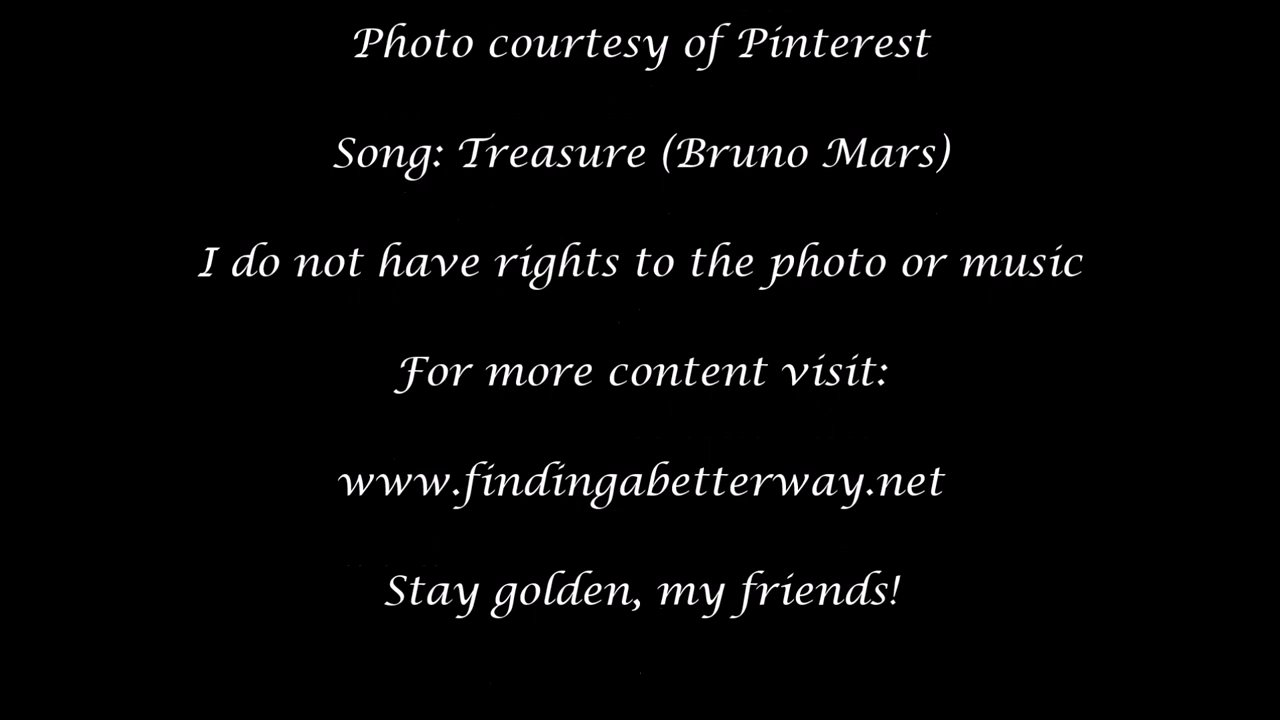 Photo courtesy of Pinterest
Song: Treasure (Bruno Mars)
I do not have rights to the photo or music
For more content visit:
www.findingabetterway.net
Stay golden, my friends!